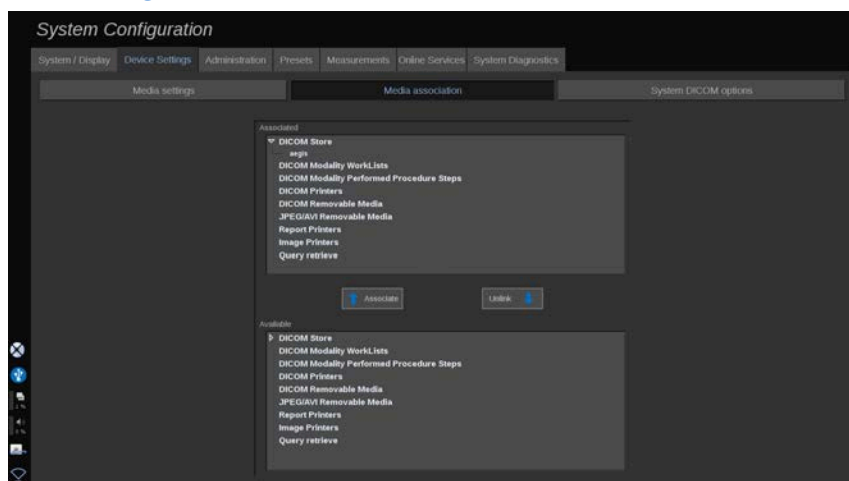 System Configuration
System / Display Device Settings Administration Presets Measurements Online Services System Diagnostics
Media settings Media association System DICOM options
Associated
DICOM Store
aegis
DICOM Modality WorkLists
DICOM Modality Performed Procedure Steps
DICOM Printers
DICOM Removable Media
JPEG/AVI Removable Media
Report Printers
Image Printers
Query retrieve
Associate Unlink
Available
DICOM Store
DICOM Modality WorkLists
DICOM Modality Performed Procedure Steps
DICOM Printers
DICOM Removable Media
JPEG/AVI Removable Media
Report Printers
Image Printers
Query retrieve